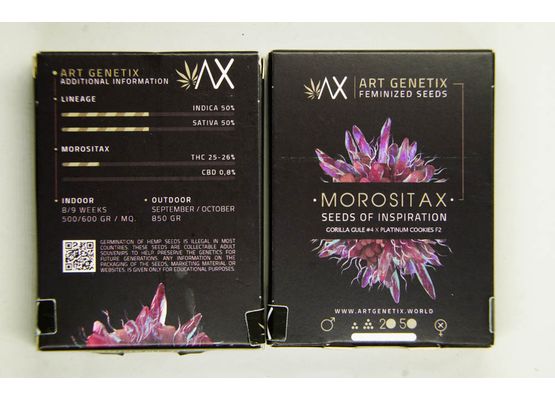 ART GENETIX
ADDITIONAL INFORMATION
AX
LINEAGE
INDICA 50%
SATIVA 50%
MOROSITAX
THC 25-26%
CBD 0,8%
INDOOR
8/9 WEEKS
500/600 GR / MQ.
OUTDOOR
SEPTEMBER / OCTOBER
850 GR
GERMINATION OF HEMP SEEDS IS ILLEGAL IN MOST
COUNTRIES. THESE SEEDS ARE COLLECTABLE ADULT
SOUVENIRS TO HELP PRESERVE THE GENETICS FOR
FUTURE GENERATIONS. ANY INFORMATION ON THE
PACKAGING OF THE SEEDS, MARKETING MATERIAL OR
WEBSITES, IS GIVEN ONLY FOR EDUCATIONAL PURPOSES.
AX
ART GENETIX
FEMINIZED SEEDS
MOROSITAX
SEEDS OF INSPIRATION
GORILLA GULE #4 X PLATINUM COOKIES F2
WWW.ARTGENETIX.WORLD
2 5